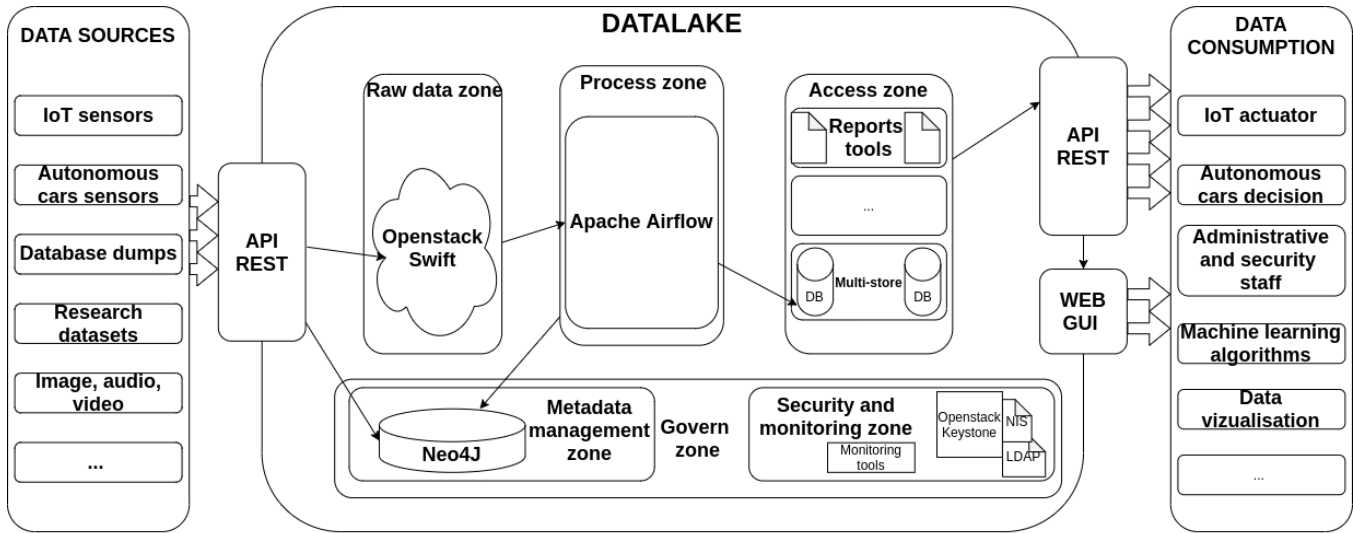 DATA SOURCES
IoT sensors
Autonomous
cars sensors
Database dumps
Research
datasets
Image, audio,
video
...
API
REST
DATALAKE
Raw data zone
Openstack
Swift
Process zone
Apache Airflow
Access zone
Reports
tools
...
DB
Multi-store
DB
Neo4J
Metadata
management
zone
Govern
zone
Security and
monitoring zone
Monitoring
tools
Openstack
Keystone
NIS
LDAP
API
REST
WEB
GUI
DATA
CONSUMPTION
IoT actuator
Autonomous
cars decision
Administrative
and security
staff
Machine learning
algorithms
Data
vizualisation
...